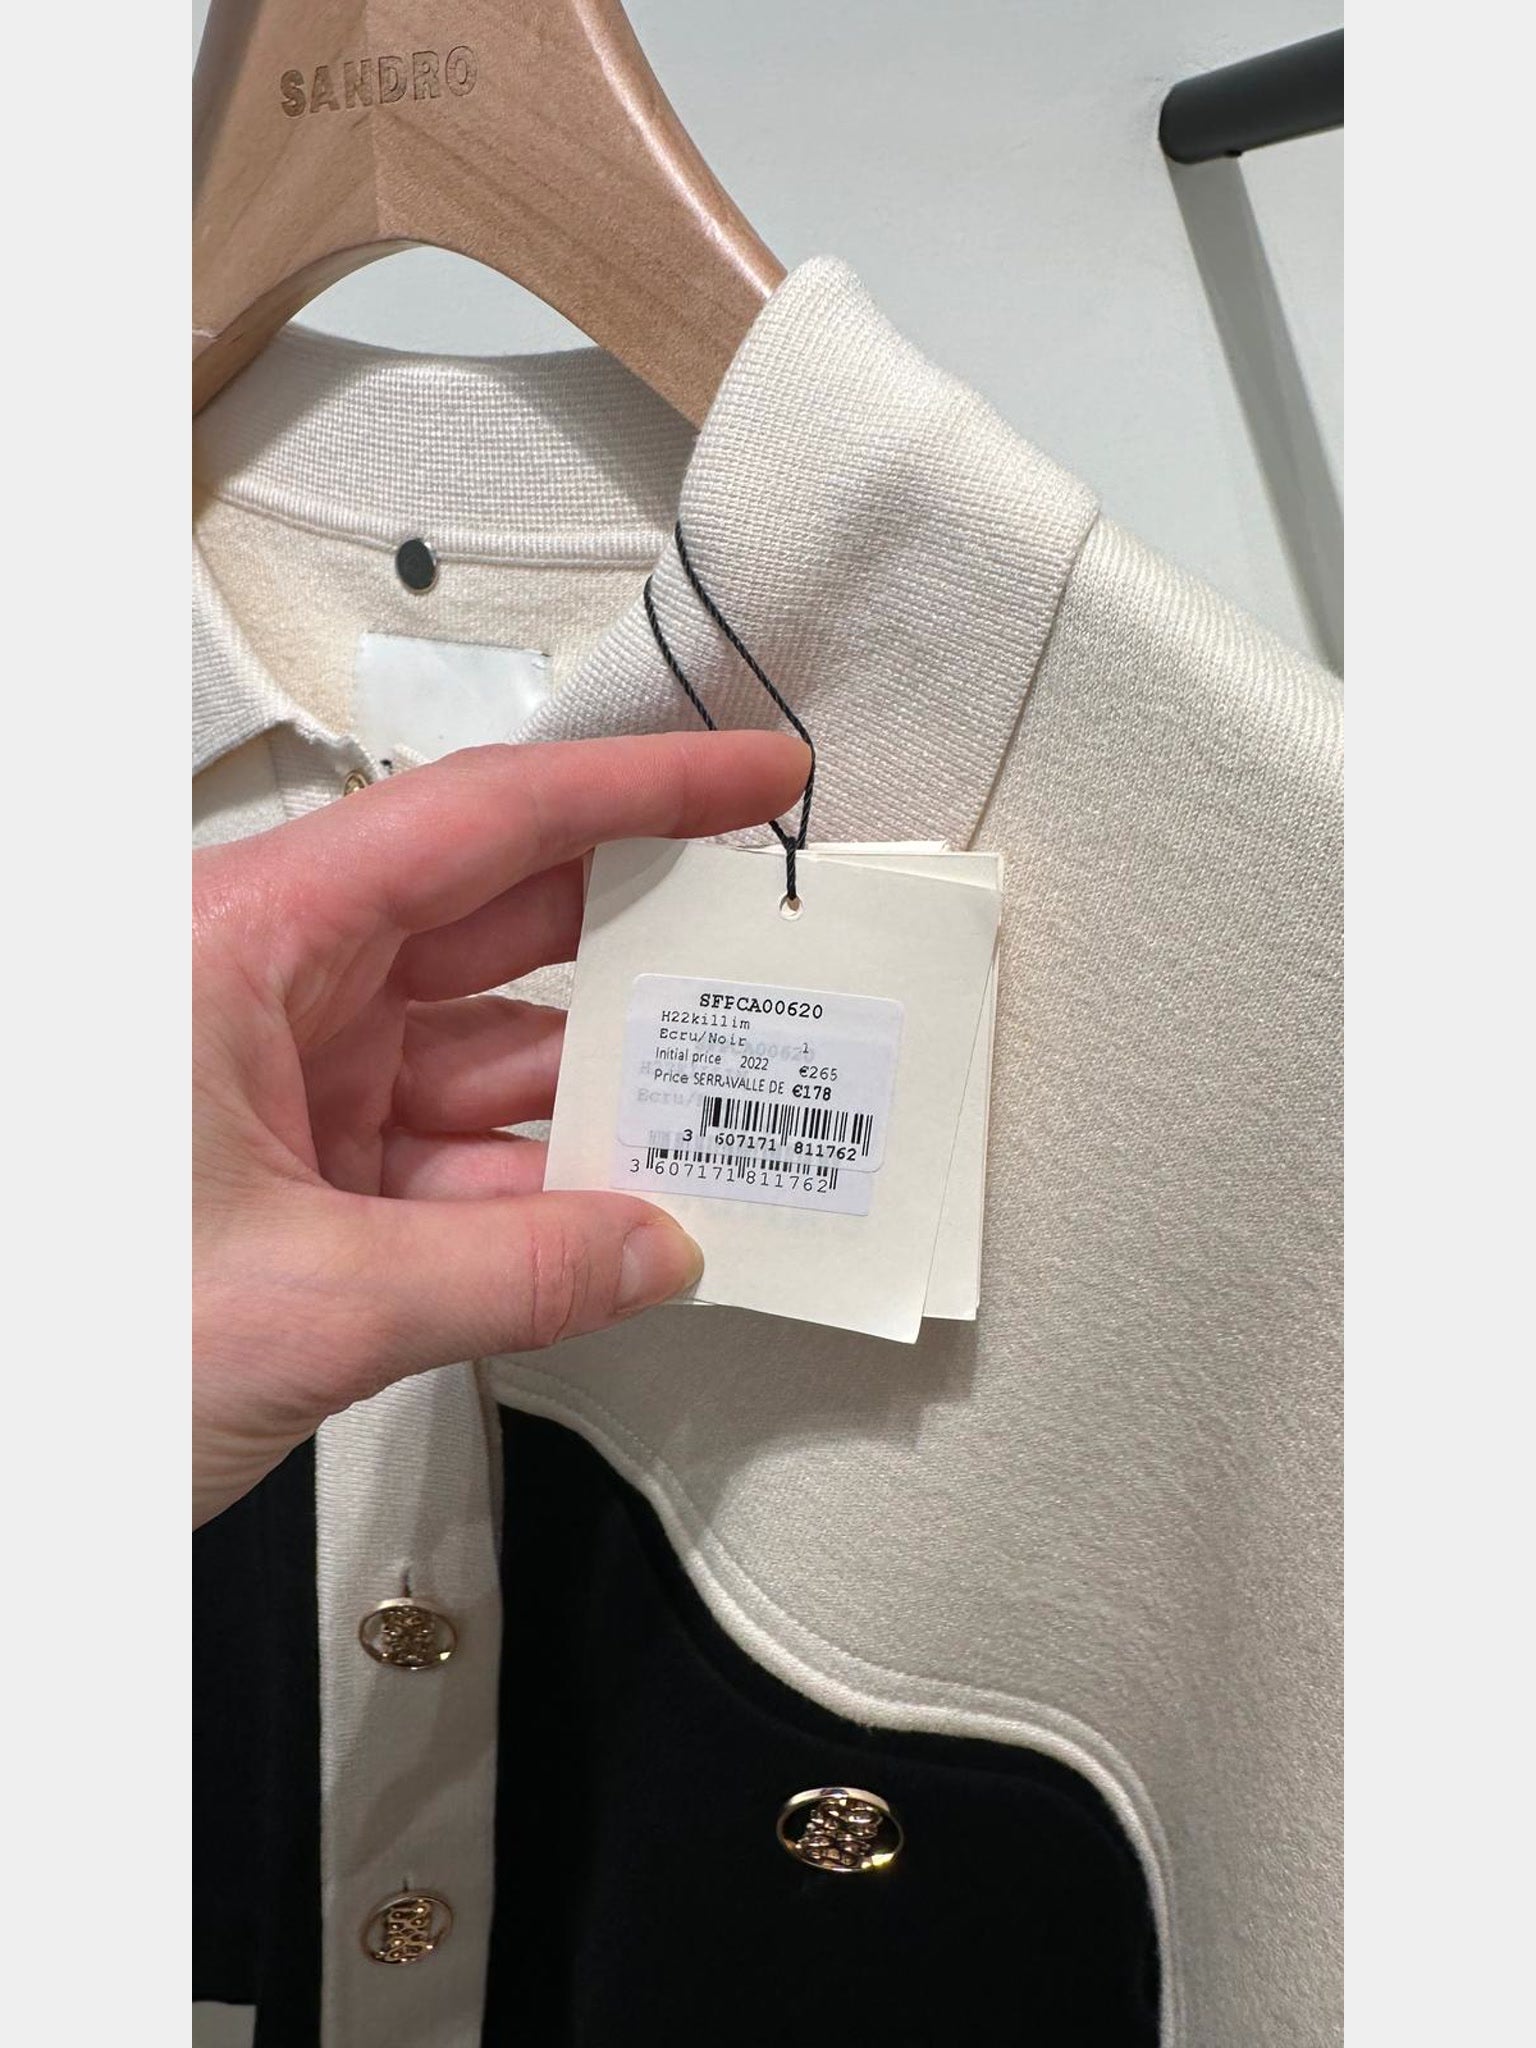 SANDRO
SFPCA00620
H22killim
Ecru/Noir 1
Initial price 2022 €265
Price SERRAVALLE DE €178
3 607171 811762
3 607171 811762